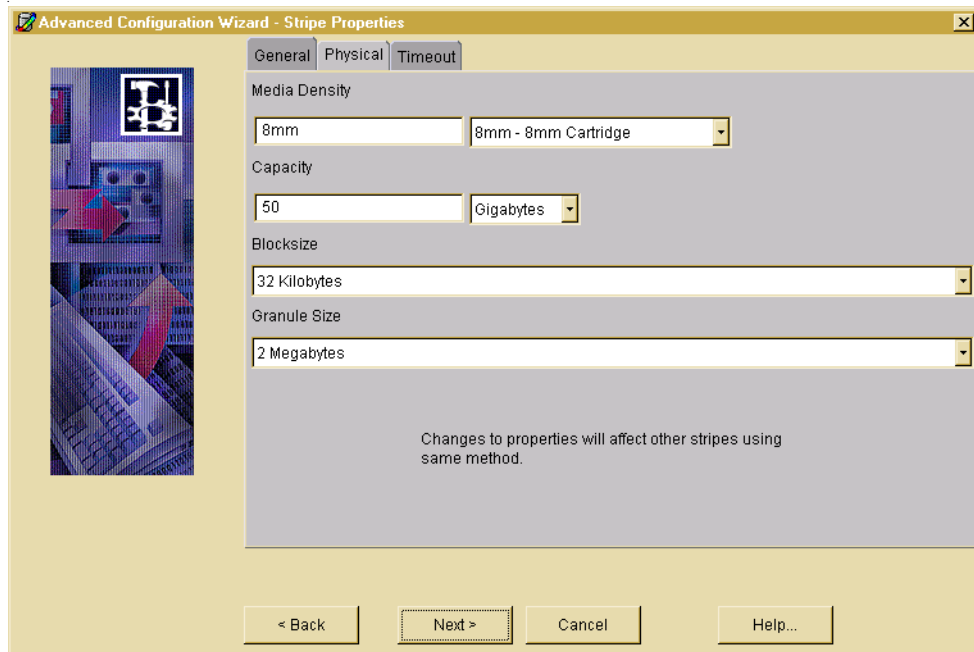 Advanced Configuration Wizard - Stripe Properties
General Physical Timeout
Media Density
8mm 8mm - 8mm Cartridge
Capacity
50 Gigabytes
Blocksize
32 Kilobytes
Granule Size
2 Megabytes
Changes to properties will affect other stripes using
same method.
< Back Next > Cancel Help...